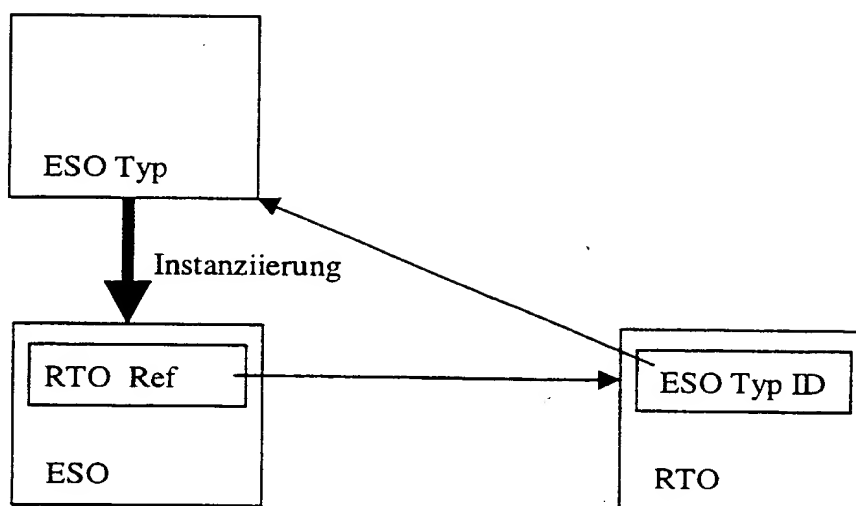 ESO Typ
Instanziierung
RTO Ref
ESO Typ ID
ESO
RTO